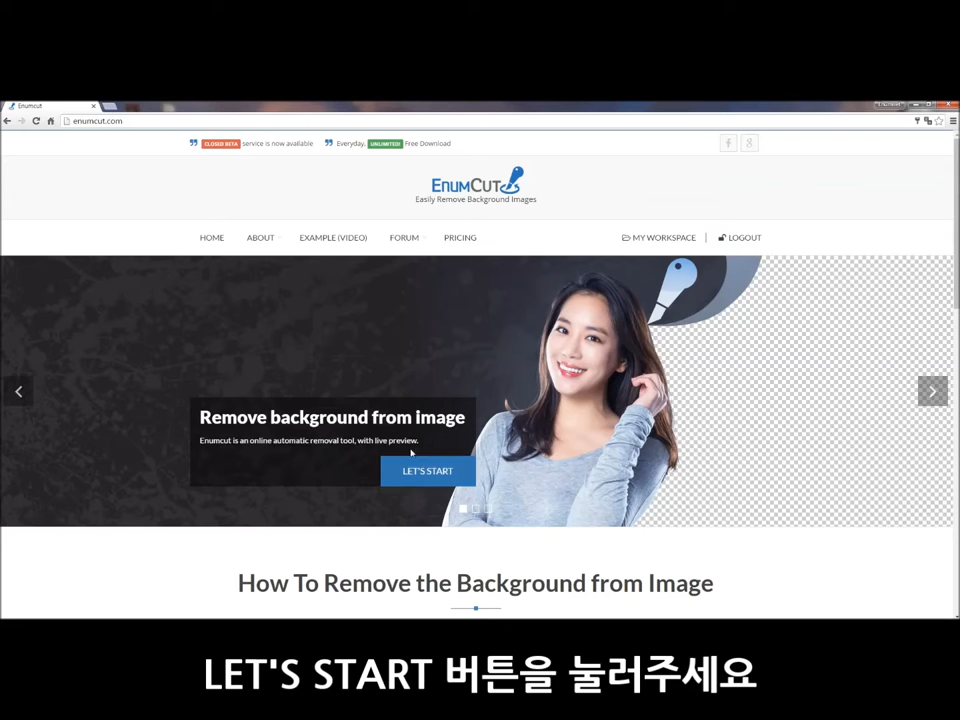 Enumcut
enumcut.com
CLOSED BETA service is now available
Everyday, UNLIMITED! Free Download
f
g
ENUMCUT
Easily Remove Background Images
HOME
ABOUT
EXAMPLE (VIDEO)
FORUM
PRICING
MY WORKSPACE
LOGOUT
Remove background from image
Enumcut is an online automatic removal tool, with live preview.
LET'S START
How To Remove the Background from Image
LET'S START 버튼을 눌러주세요